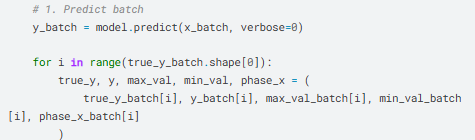 # 1. Predict batch
y_batch = model.predict(x_batch, verbose=0)
for i in range(true_y_batch.shape[0]):
true_y, y, max_val, min_val, phase_x = (
true_y_batch[i], y_batch[i], max_val_batch[i], min_val_batch
[i], phase_x_batch[i]
)